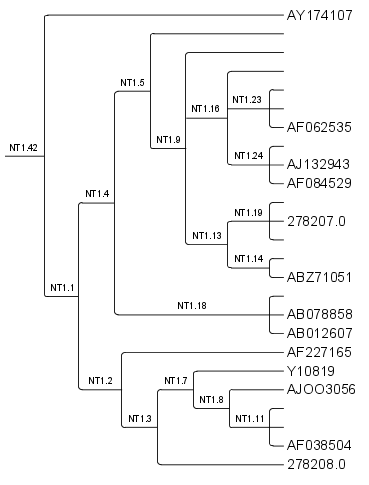 AY174107
NT1.5
NT1.23
NT1.16
AF062535
NT1.9
NT1.42
NT1.24
AJ132943
AF084529
NT1.4
NT1.19
278207.0
NT1.13
NT1.14
ABZ71051
NT1.1
NT1.18
AB078858
AB012607
AF227165
Y10819
NT1.2
NT1.7
AJOO3056
NT1.8
NT1.3
NT1.11
AF038504
278208.0